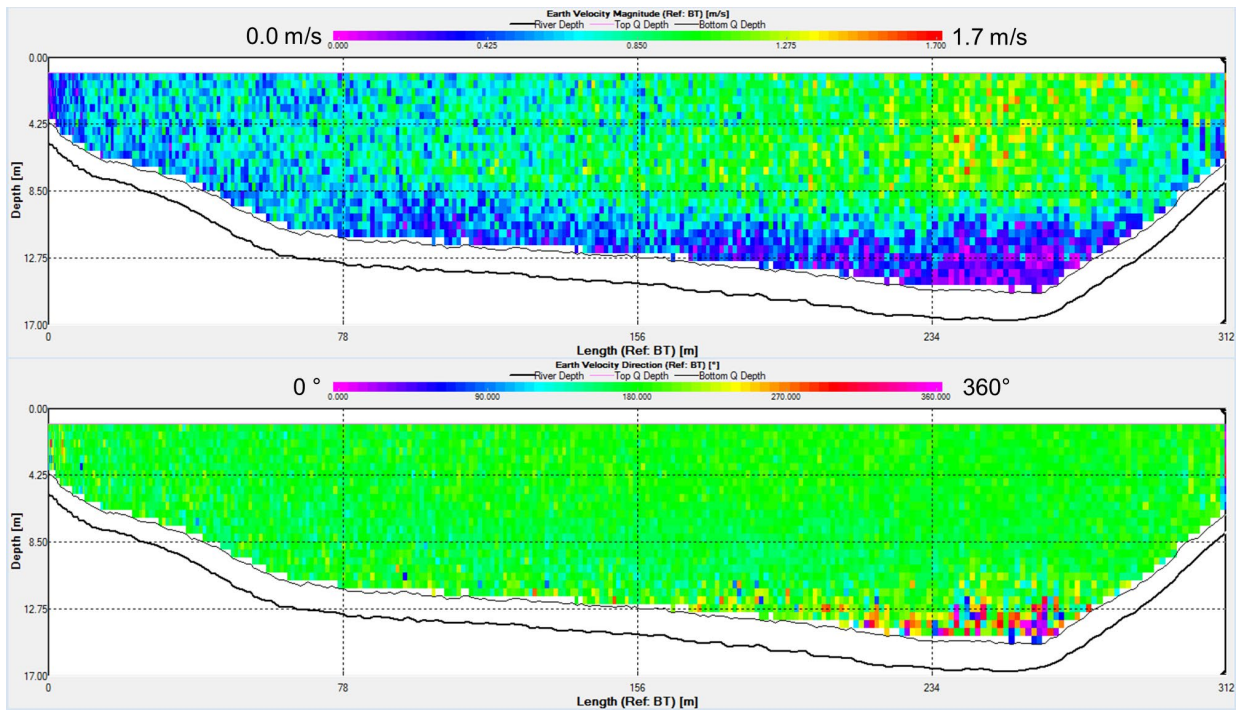 Earth Velocity Magnitude (Ref: BT) [m/s]
River Depth Top Q Depth Bottom Q Depth
0.0 m/s 1.7 m/s
0.000 0.425 0.850 1.275 1.700
0.00
4.25
8.50
12.75
17.00
Depth [m]
0 78 156 234 312
Length (Ref: BT) [m]
Earth Velocity Direction (Ref: BT) [°]
River Depth Top Q Depth Bottom Q Depth
0 ° 360°
0.000 90.000 180.000 270.000 360.000
0.00
4.25
8.50
12.75
17.00
Depth [m]
0 78 156 234 312
Length (Ref: BT) [m]